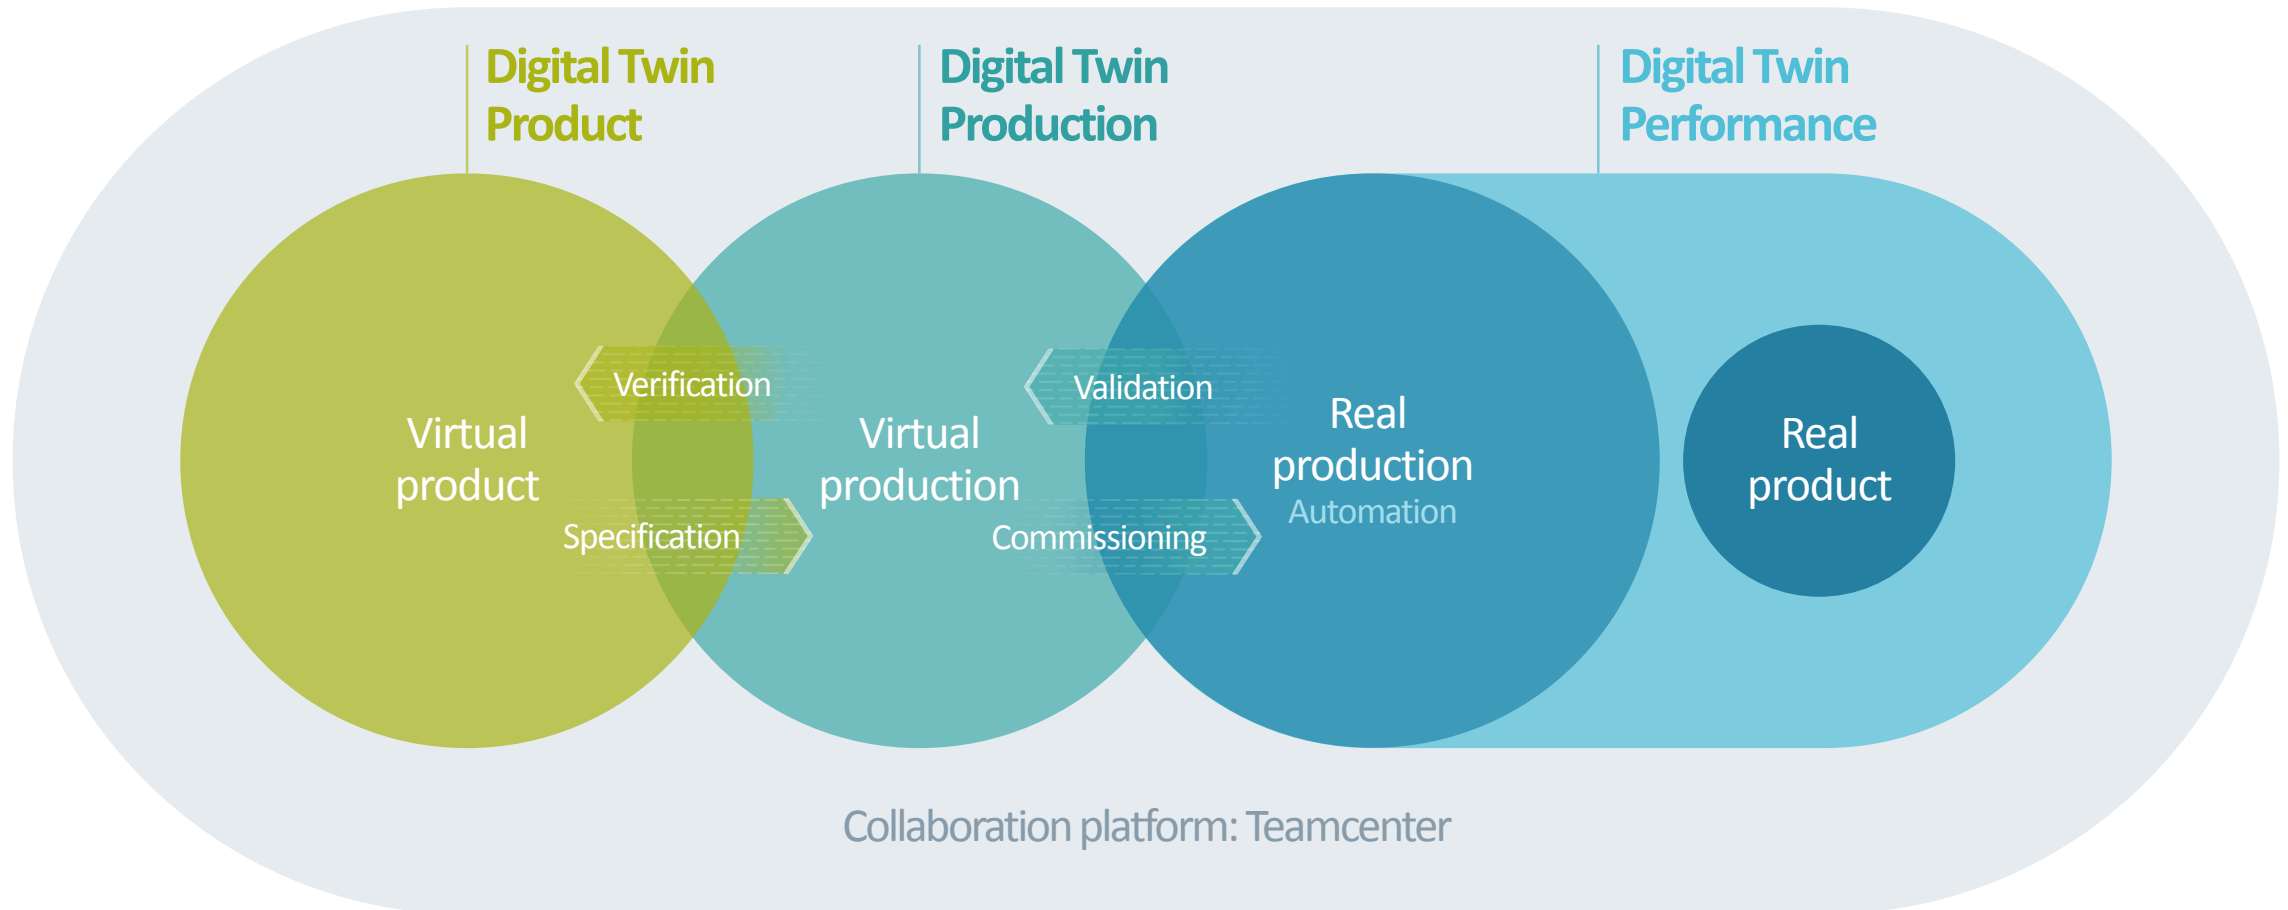 Digital Twin
Product
Digital Twin
Production
Digital Twin
Performance
Virtual
product
Verification
Specification
Virtual
production
Validation
Commissioning
Real
production
Automation
Real
product
Collaboration platform: Teamcenter